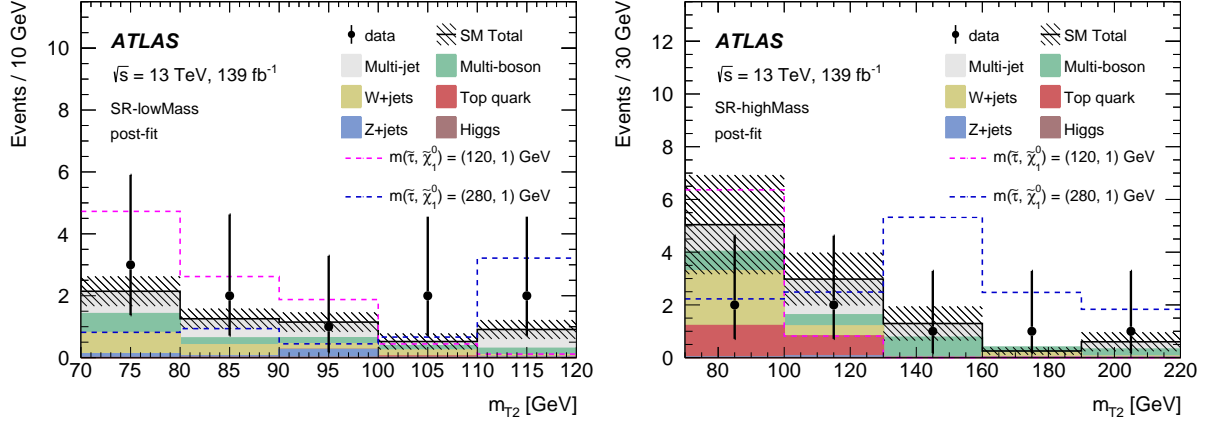 Events / 10 GeV
ATLAS
√s = 13 TeV, 139 fb⁻¹
SR-lowMass
post-fit
data
SM Total
Multi-jet
Multi-boson
W+jets
Top quark
Z+jets
Higgs
m(τ̃, χ̃₁⁰) = (120, 1) GeV
m(τ̃, χ̃₁⁰) = (280, 1) GeV
10
8
6
4
2
0
70 75 80 85 90 95 100 105 110 115 120
m_T2 [GeV]
Events / 30 GeV
ATLAS
√s = 13 TeV, 139 fb⁻¹
SR-highMass
post-fit
data
SM Total
Multi-jet
Multi-boson
W+jets
Top quark
Z+jets
Higgs
m(τ̃, χ̃₁⁰) = (120, 1) GeV
m(τ̃, χ̃₁⁰) = (280, 1) GeV
12
10
8
6
4
2
0
80 100 120 140 160 180 200 220
m_T2 [GeV]